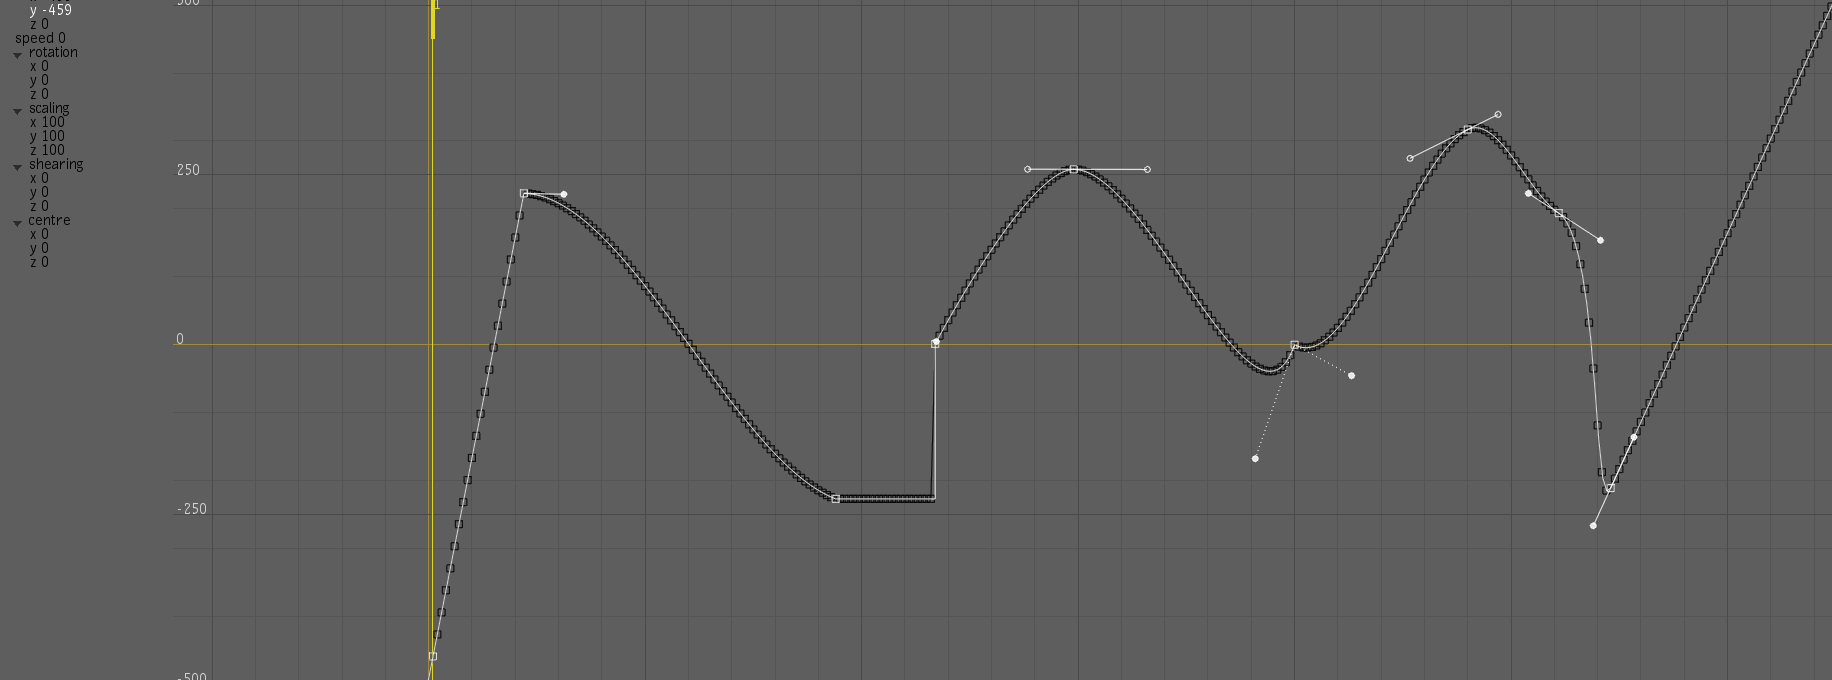 y -459
z 0
speed 0
rotation
x 0
y 0
z 0
scaling
x 100
y 100
z 100
shearing
x 0
y 0
z 0
centre
x 0
y 0
z 0
1
500
250
0
-250
-500